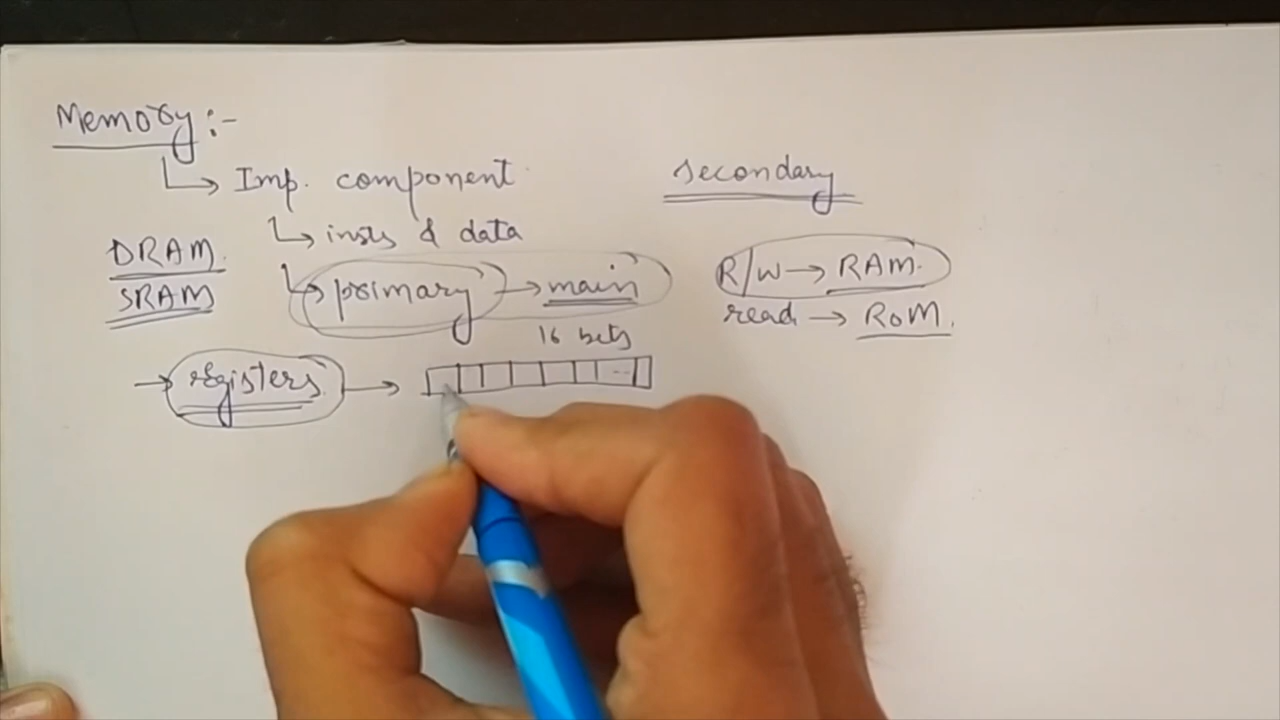 Memory :-
↳ Imp. component
secondary
↳ insts & data
DRAM
SRAM
↳ primary → main
R/W → RAM.
read → ROM.
16 bits
→ registers →